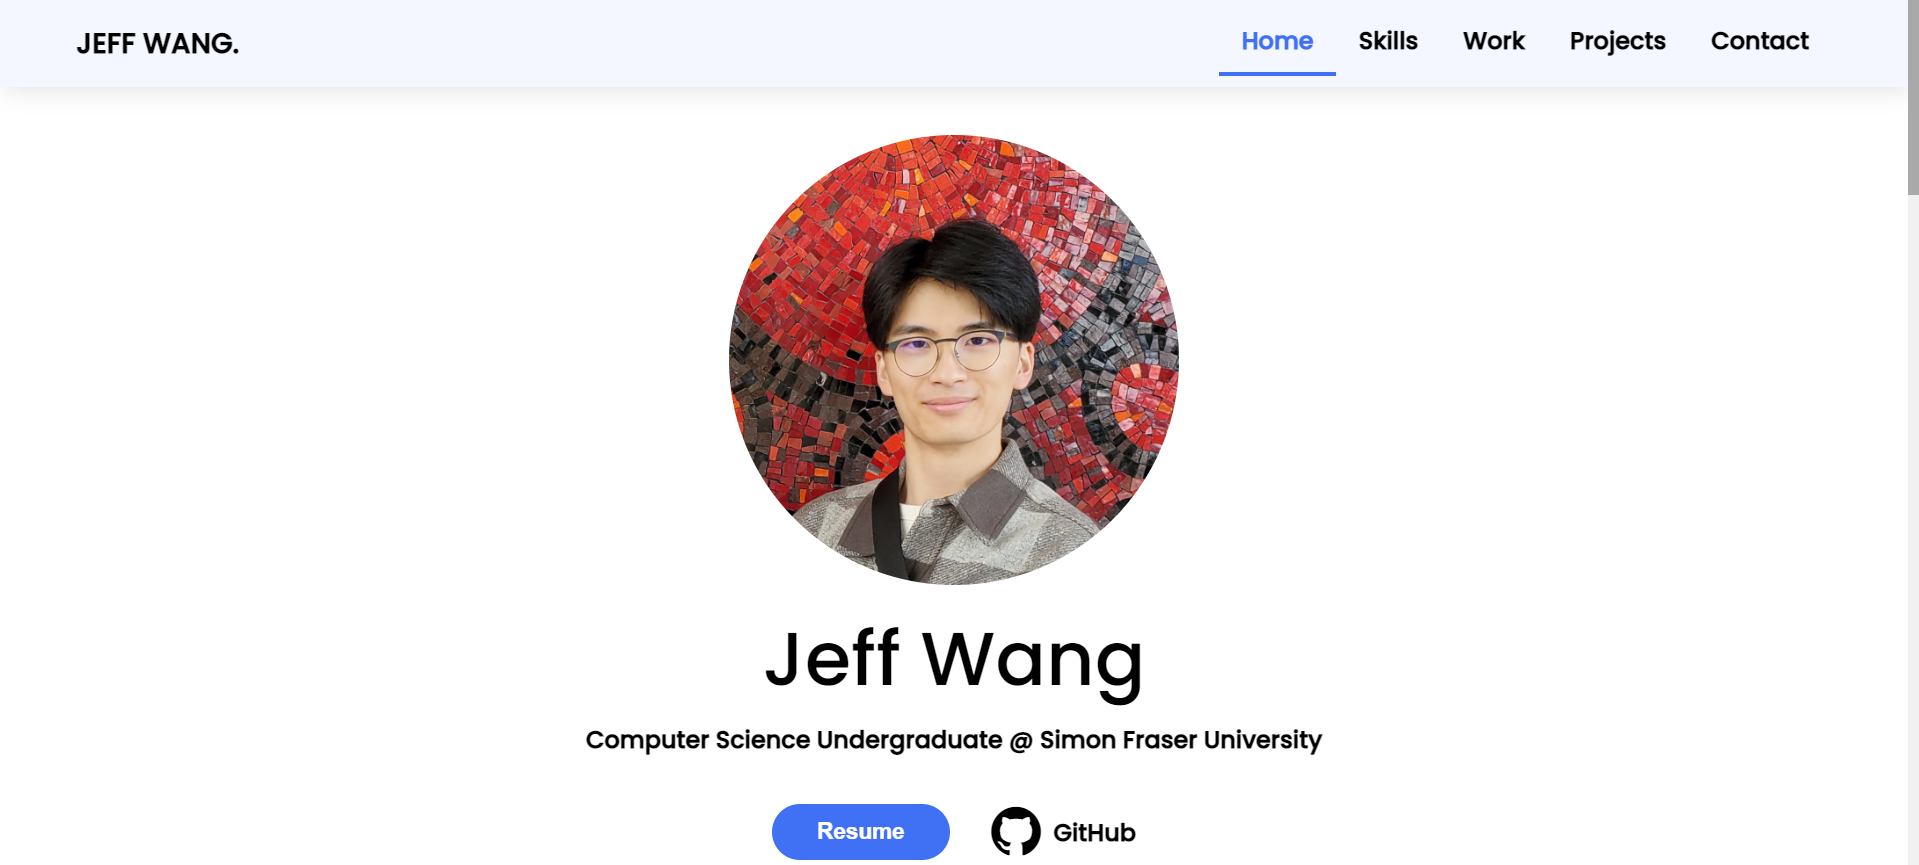 JEFF WANG.
Home Skills Work Projects Contact
Jeff Wang
Computer Science Undergraduate @ Simon Fraser University
Resume GitHub